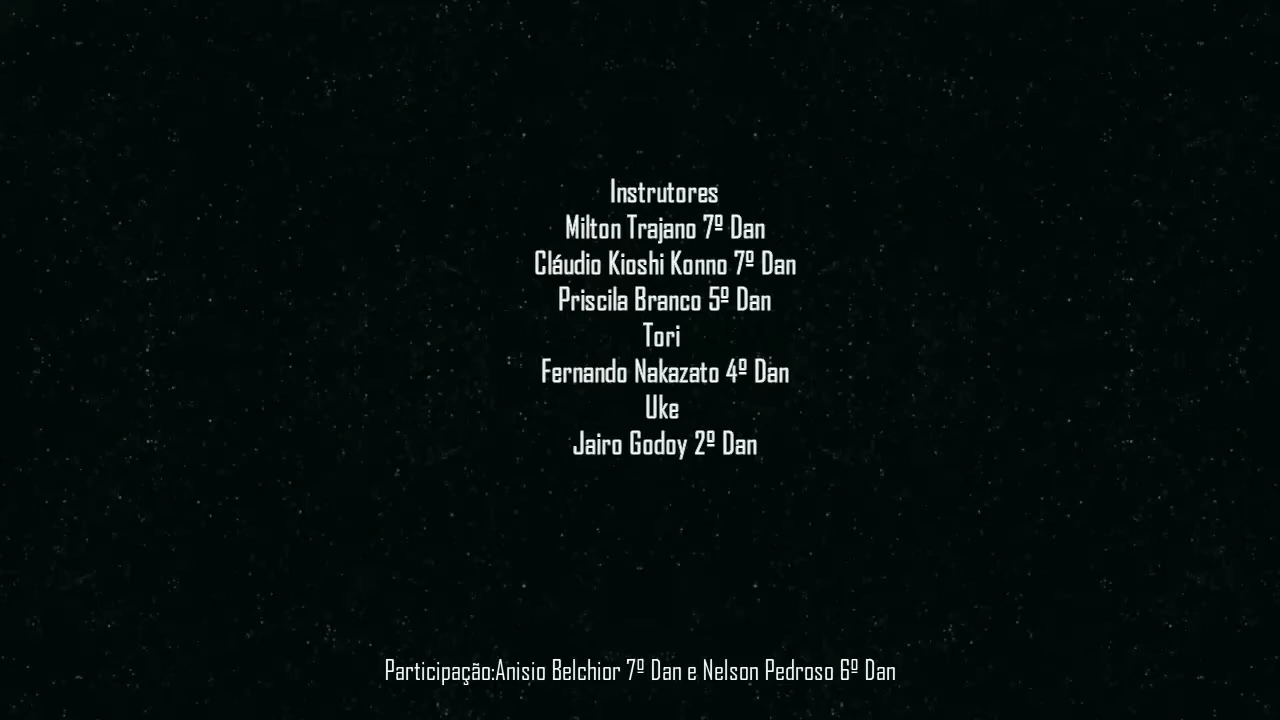 Instrutores
Milton Trajano 7º Dan
Cláudio Kioshi Konno 7º Dan
Priscila Branco 5º Dan
Tori
Fernando Nakazato 4º Dan
Uke
Jairo Godoy 2º Dan
Participação:Anisio Belchior 7º Dan e Nelson Pedroso 6º Dan